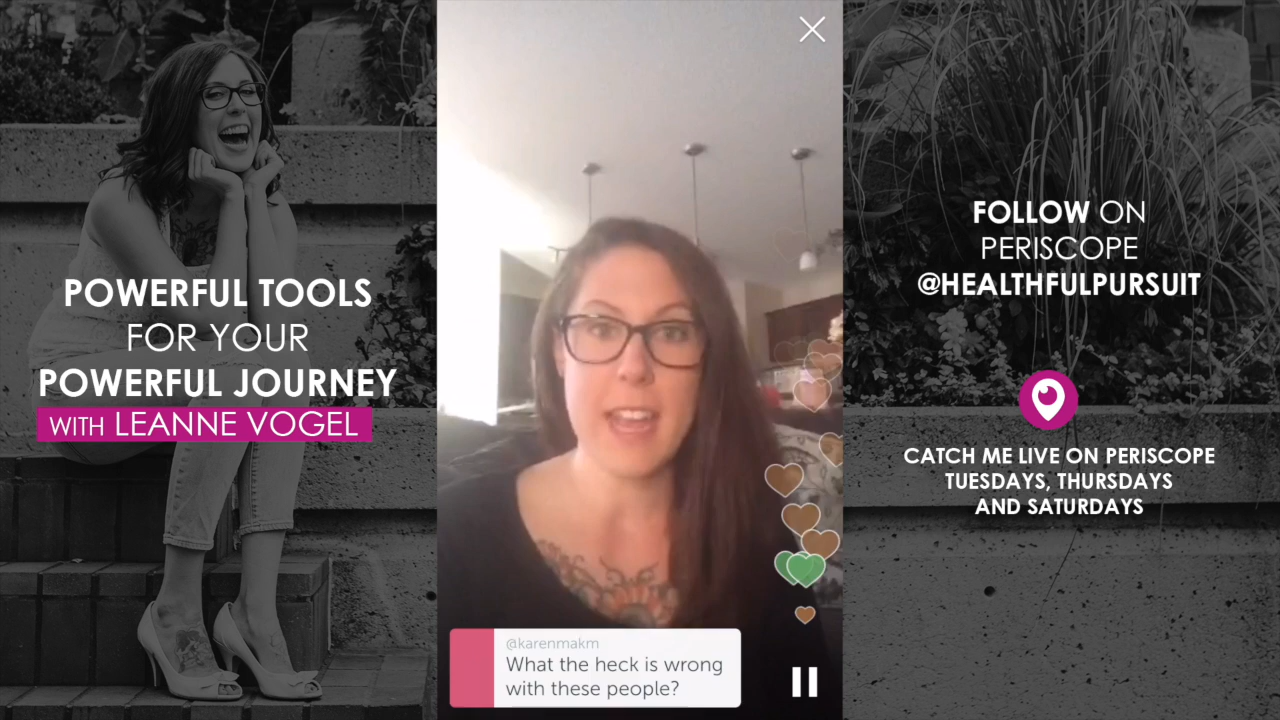 POWERFUL TOOLS
FOR YOUR
POWERFUL JOURNEY
WITH LEANNE VOGEL
@karenmakm
What the heck is wrong
with these people?
FOLLOW ON
PERISCOPE
@HEALTHFULPURSUIT
CATCH ME LIVE ON PERISCOPE
TUESDAYS, THURSDAYS
AND SATURDAYS